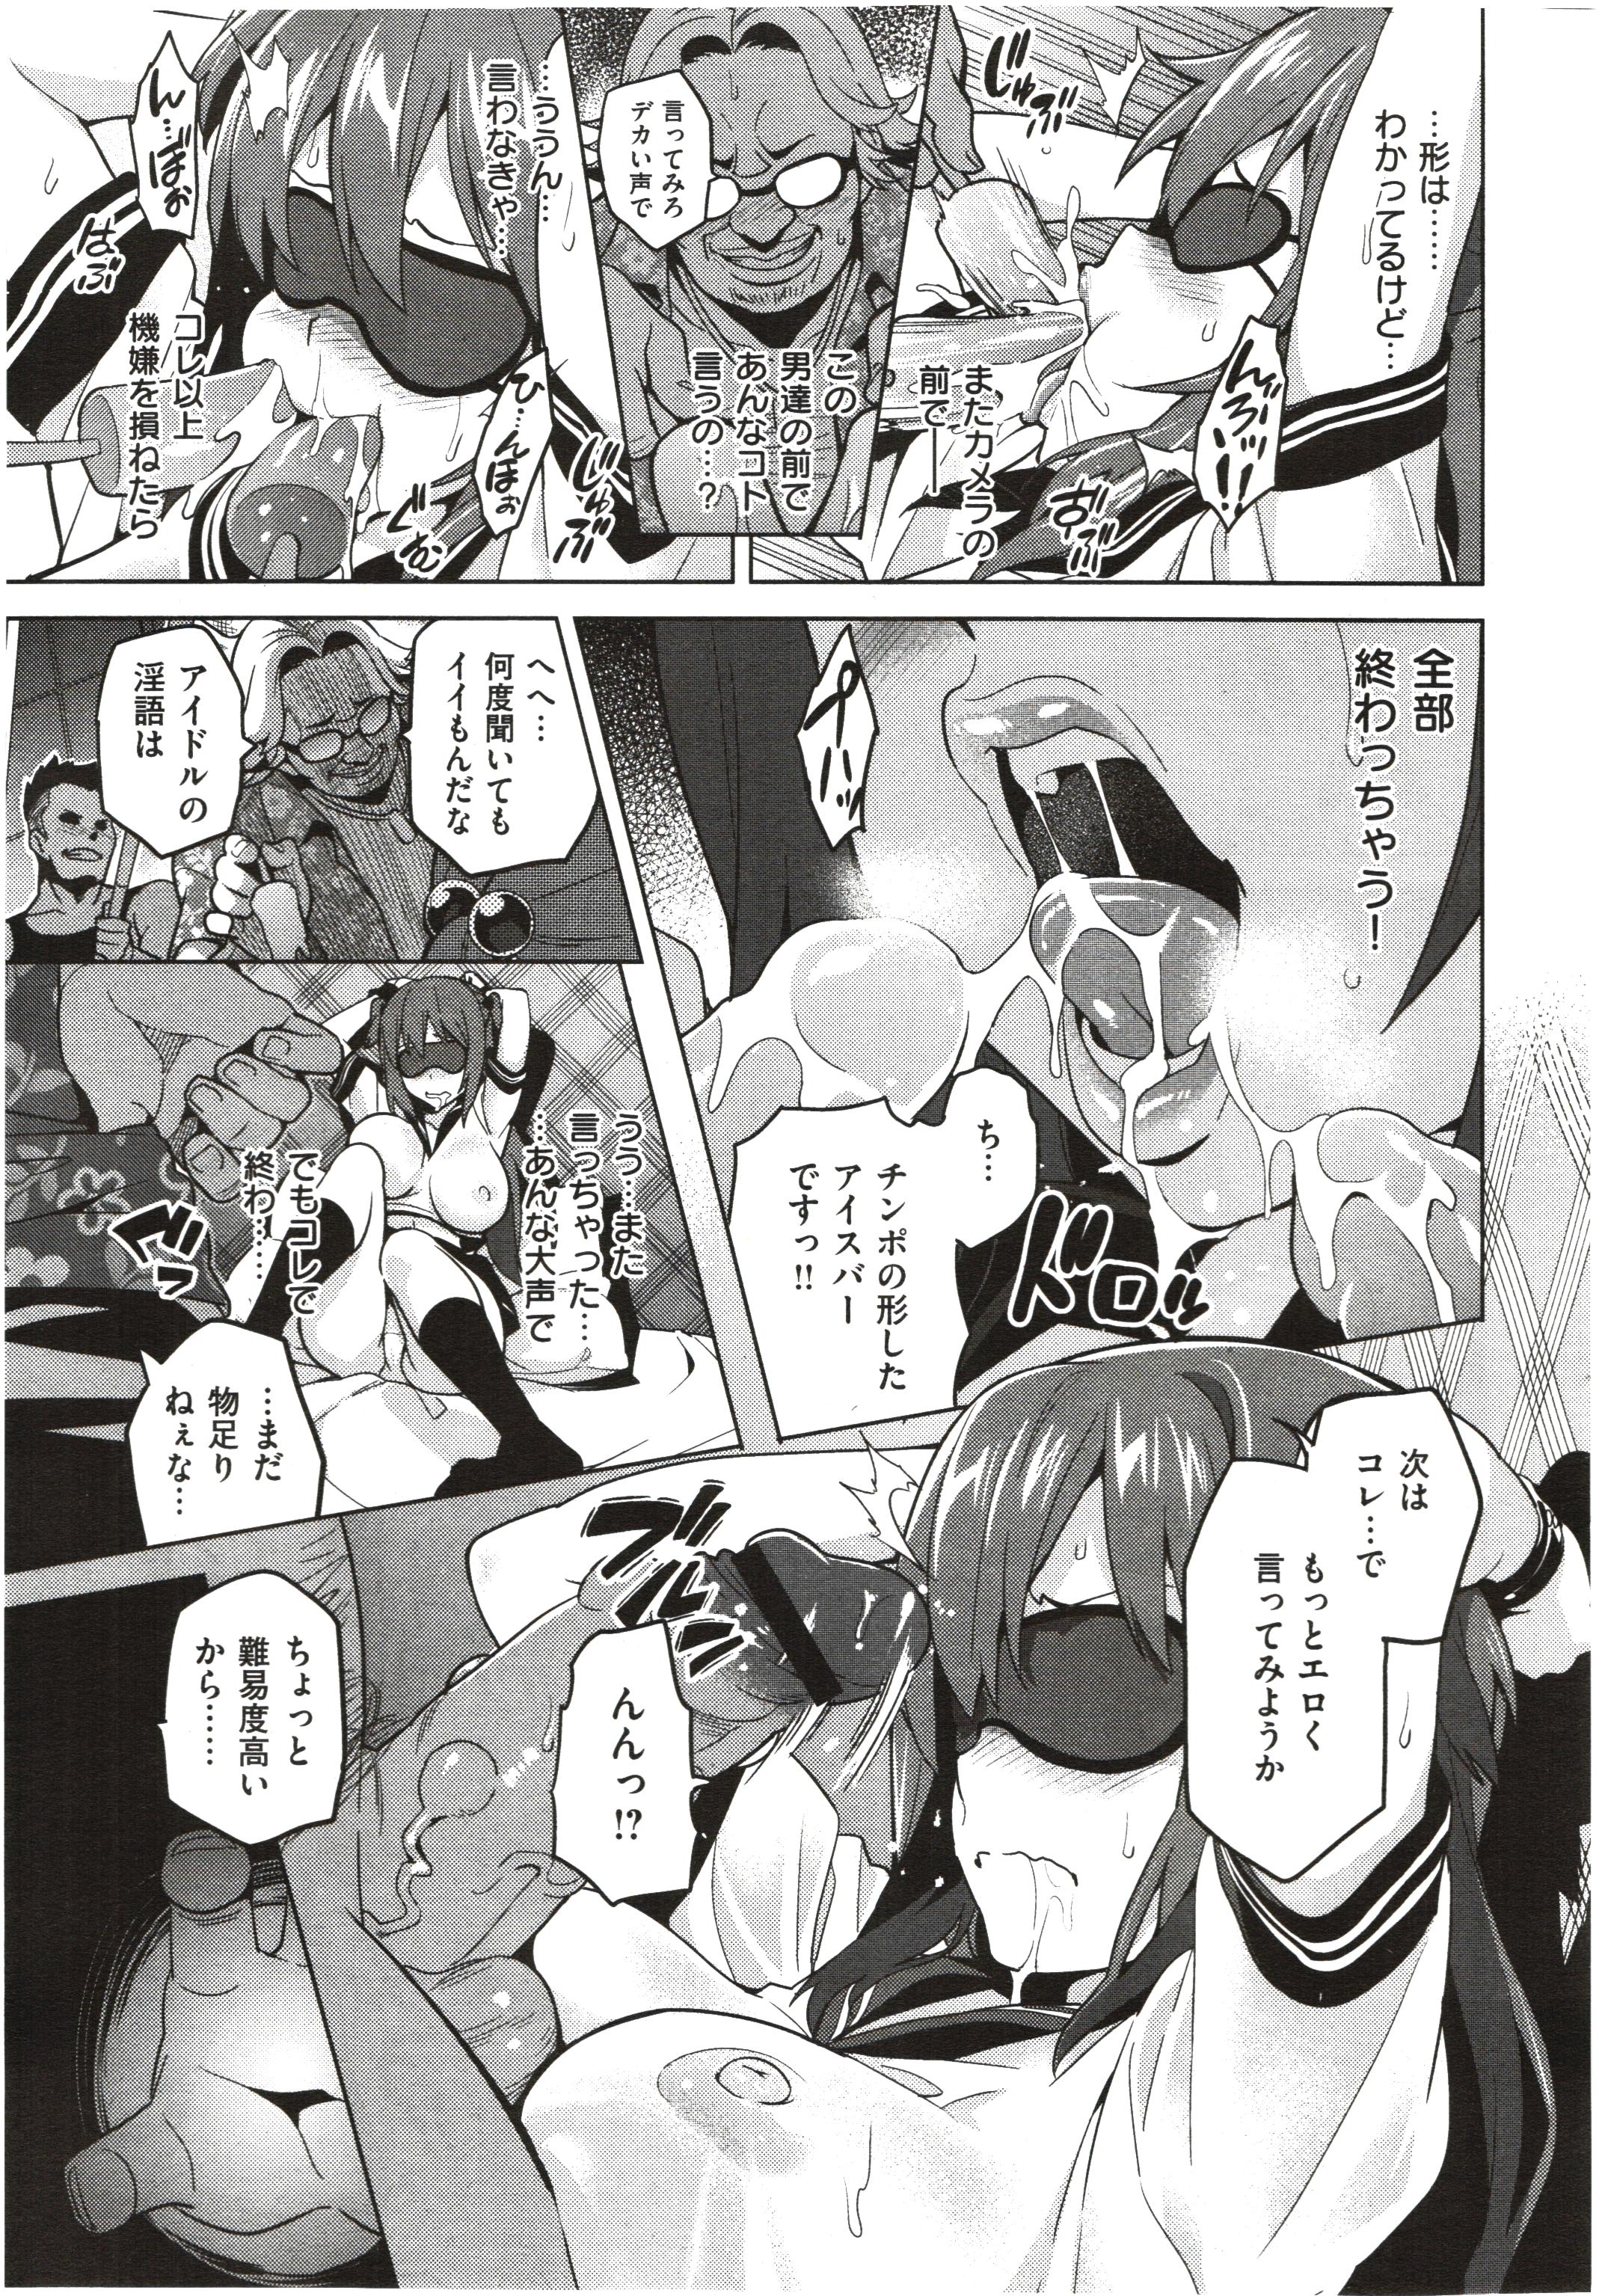 …形は……
わかってるけど…
じゅぶ
んぶっ!!
またカメラの
前で――
言ってみろ
デカい声で
この
男達の前で
あんなコト
言うの…?
…ううん…
言わなきゃ…
ん…ぼぉ
はぶ
コレ以上
機嫌を損ねたら
ひ…んほぉ
じゅぶ
ぐむ
全部
終わっちゃう!
ち…
チンポの形した
アイスバー
ですっ!!
ドロッ
へへ…
何度聞いても
イイもんだな
アイドルの
淫語は
うう…また
言っちゃった…
…あんな大声で
でもコレで
終わ……
…まだ
物足り
ねぇな…
次は
コレ…で
もっとエロく
言ってみようか
ブルルン
んんっ!?
ちょっと
難易度高い
から……